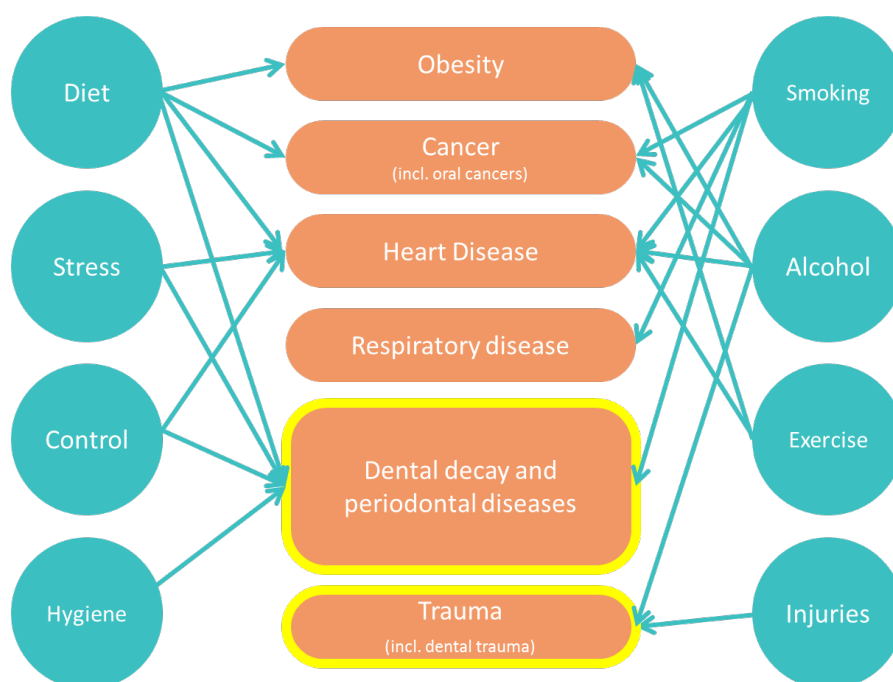 Diet
Obesity
Smoking
Cancer
(incl. oral cancers)
Stress
Heart Disease
Alcohol
Respiratory disease
Control
Dental decay and
periodontal diseases
Exercise
Hygiene
Trauma
(incl. dental trauma)
Injuries